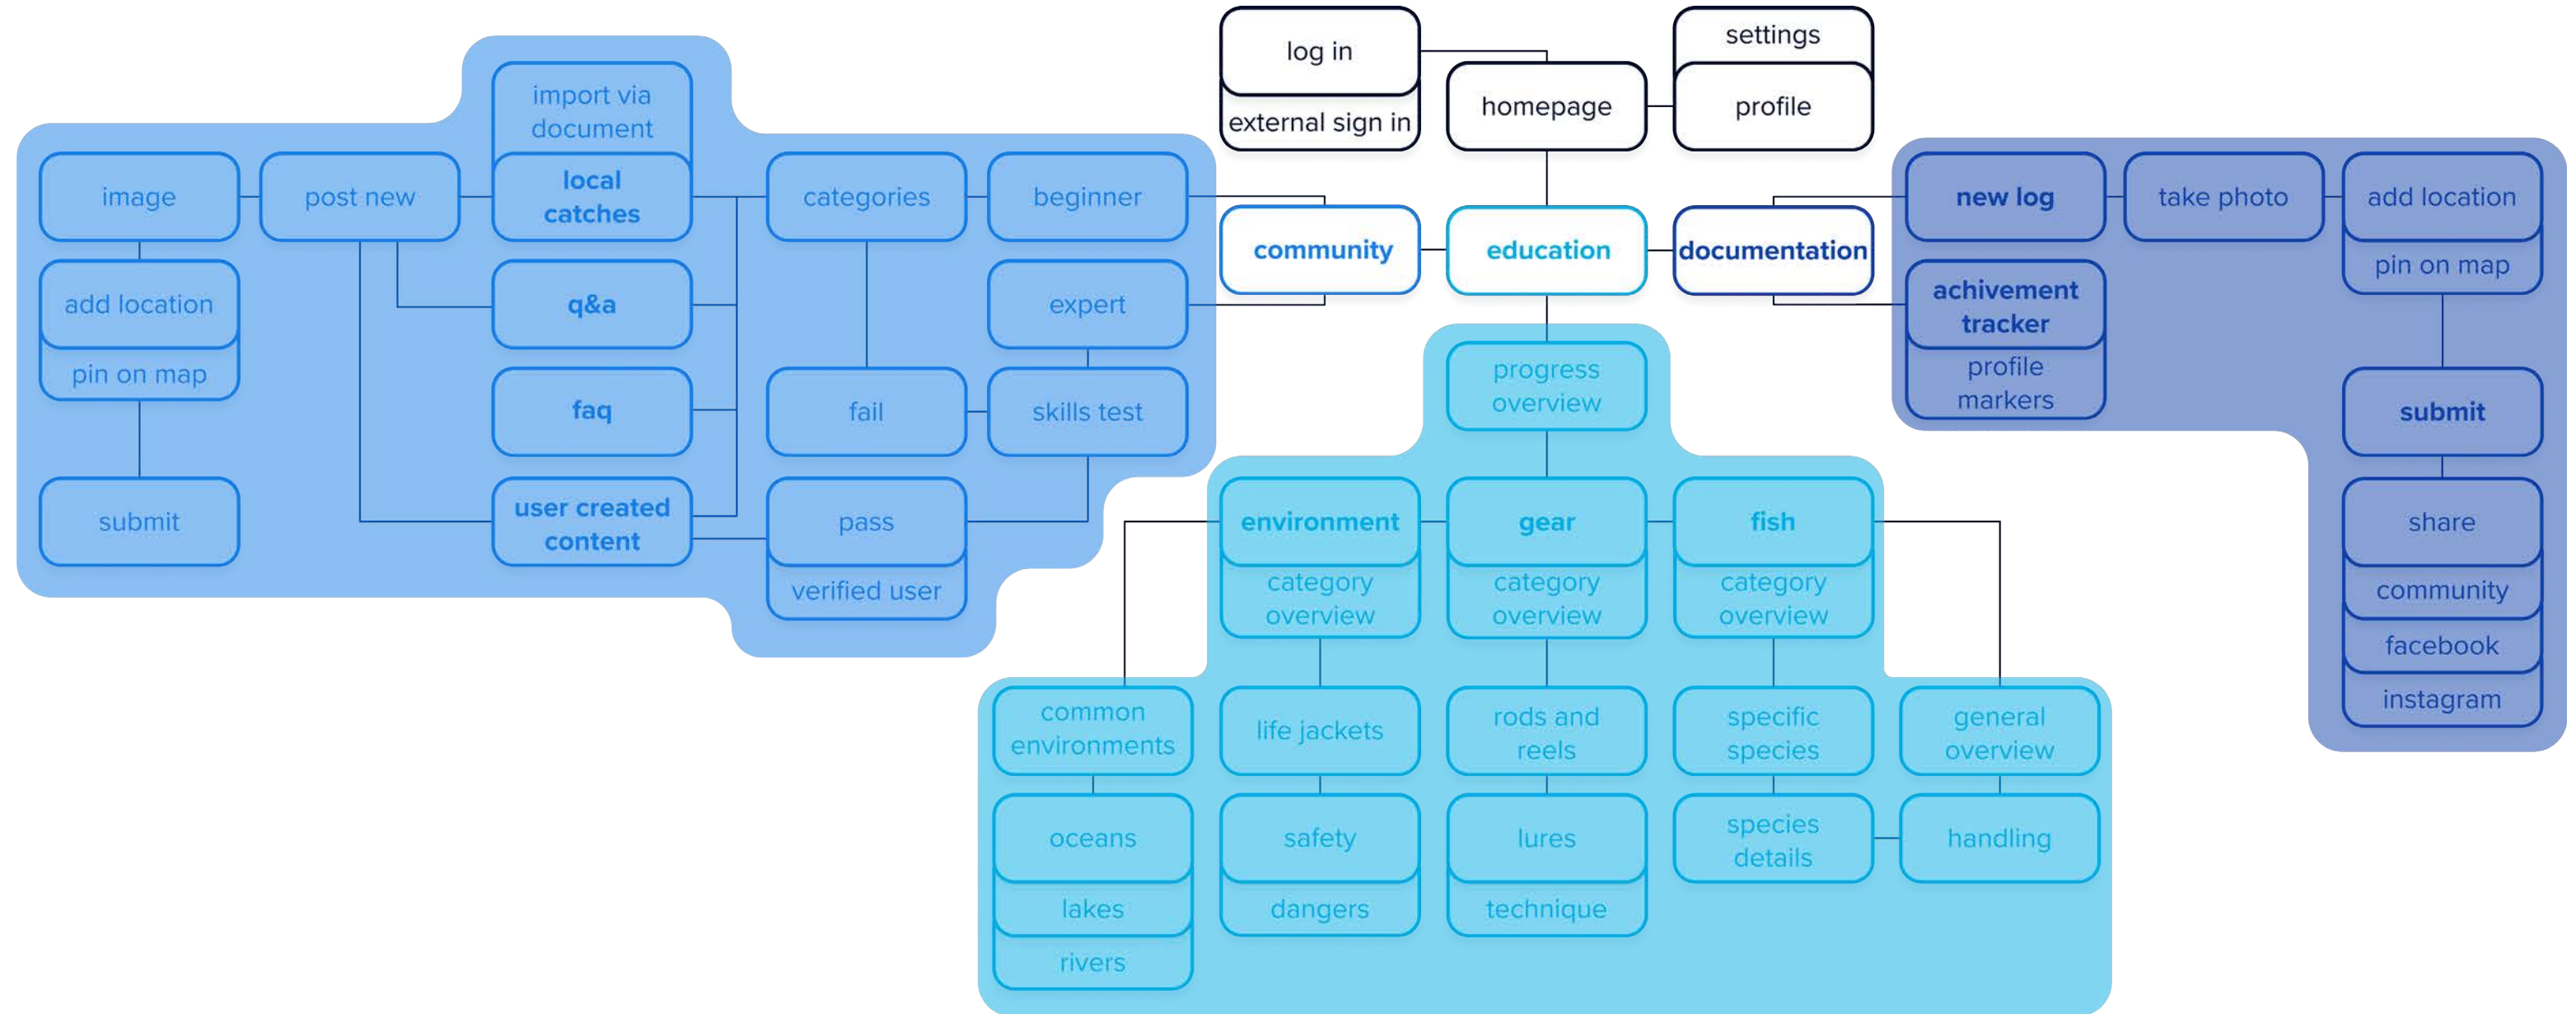 log in
external sign in
homepage
settings
profile
import via
document
image
post new
local
catches
categories
beginner
add location
pin on map
q&a
expert
faq
fail
skills test
submit
user created
content
pass
verified user
community
education
documentation
new log
take photo
add location
pin on map
achivement
tracker
profile
markers
submit
share
community
facebook
instagram
progress
overview
environment
category
overview
gear
category
overview
fish
category
overview
common
environments
life jackets
rods and
reels
specific
species
general
overview
oceans
lakes
rivers
safety
dangers
lures
technique
species
details
handling